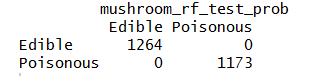 mushroom_rf_test_prob
Edible Poisonous
Edible 1264 0
Poisonous 0 1173